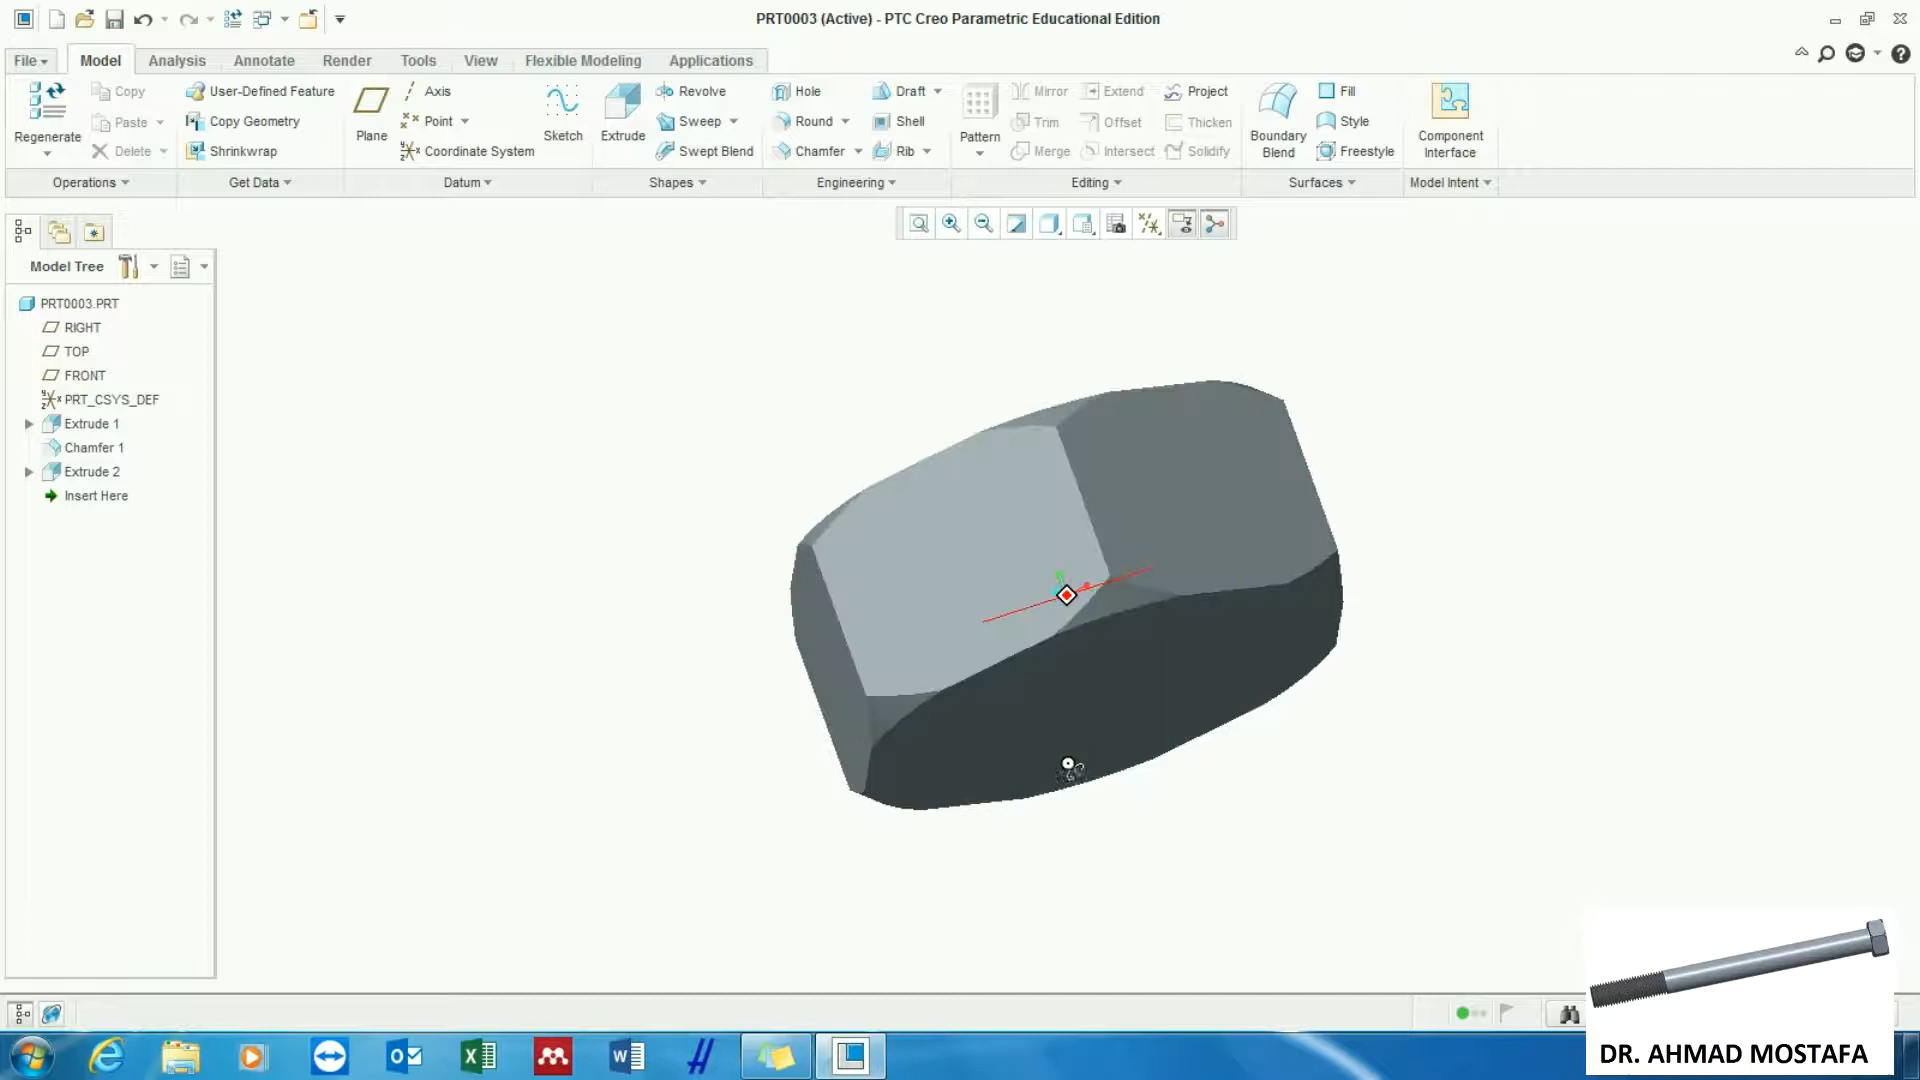 PRT0003 (Active) - PTC Creo Parametric Educational Edition
File Model Analysis Annotate Render Tools View Flexible Modeling Applications
Regenerate
Copy
Paste
Delete
Operations
User-Defined Feature
Copy Geometry
Shrinkwrap
Get Data
Plane
Axis
Point
Coordinate System
Sketch
Datum
Extrude
Revolve
Sweep
Swept Blend
Shapes
Hole
Round
Chamfer
Draft
Shell
Rib
Engineering
Pattern
Mirror
Trim
Merge
Extend
Offset
Intersect
Project
Thicken
Solidify
Editing
Boundary
Blend
Fill
Style
Freestyle
Surfaces
Component
Interface
Model Intent
Model Tree
PRT0003.PRT
RIGHT
TOP
FRONT
PRT_CSYS_DEF
Extrude 1
Chamfer 1
Extrude 2
Insert Here
DR. AHMAD MOSTAFA